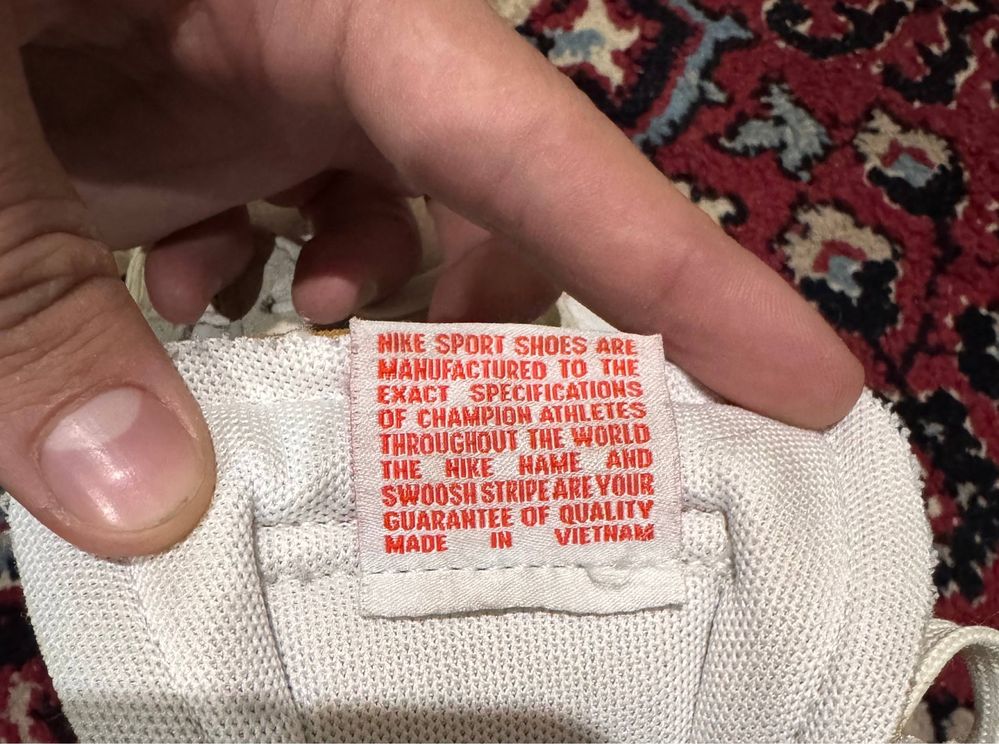 NIKE SPORT SHOES ARE
MANUFACTURED TO THE
EXACT SPECIFICATIONS
OF CHAMPION ATHLETES
THROUGHOUT THE WORLD
THE NIKE NAME AND
SWOOSH STRIPE ARE YOUR
GUARANTEE OF QUALITY
MADE IN VIETNAM